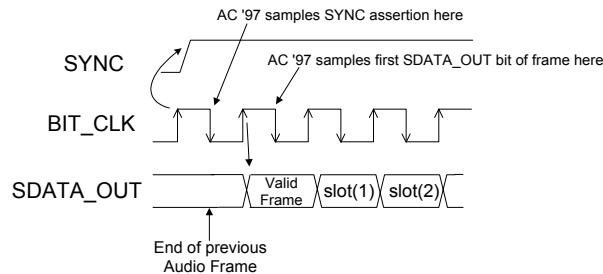 AC '97 samples SYNC assertion here
SYNC
AC '97 samples first SDATA_OUT bit of frame here
BIT_CLK
SDATA_OUT
Valid
Frame
slot(1)
slot(2)
End of previous
Audio Frame